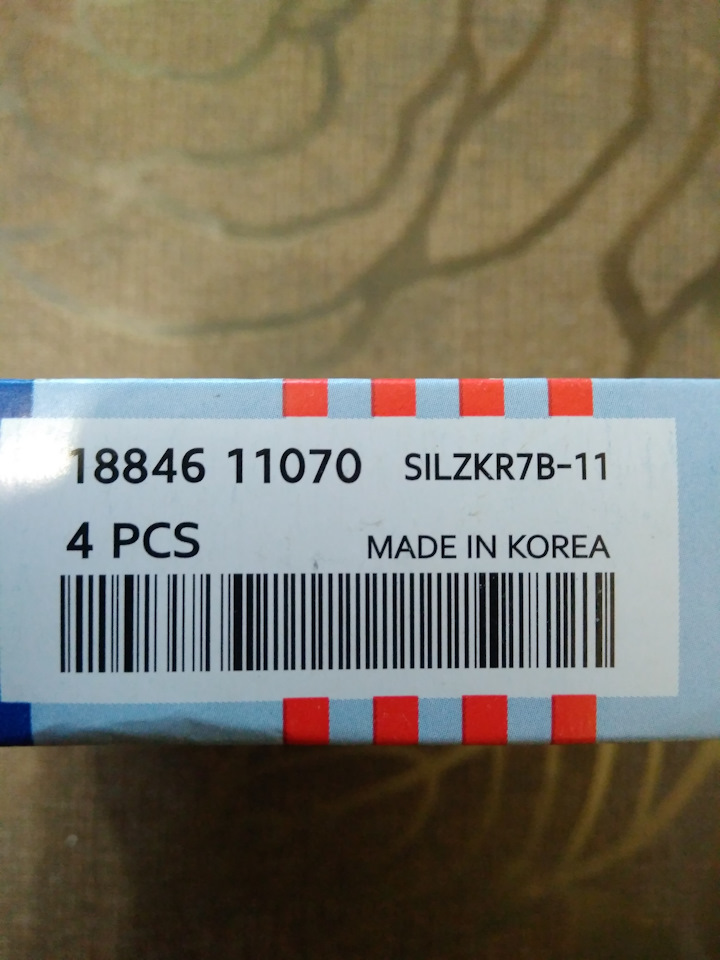 18846 11070 SILZKR7B-11
4 PCS MADE IN KOREA